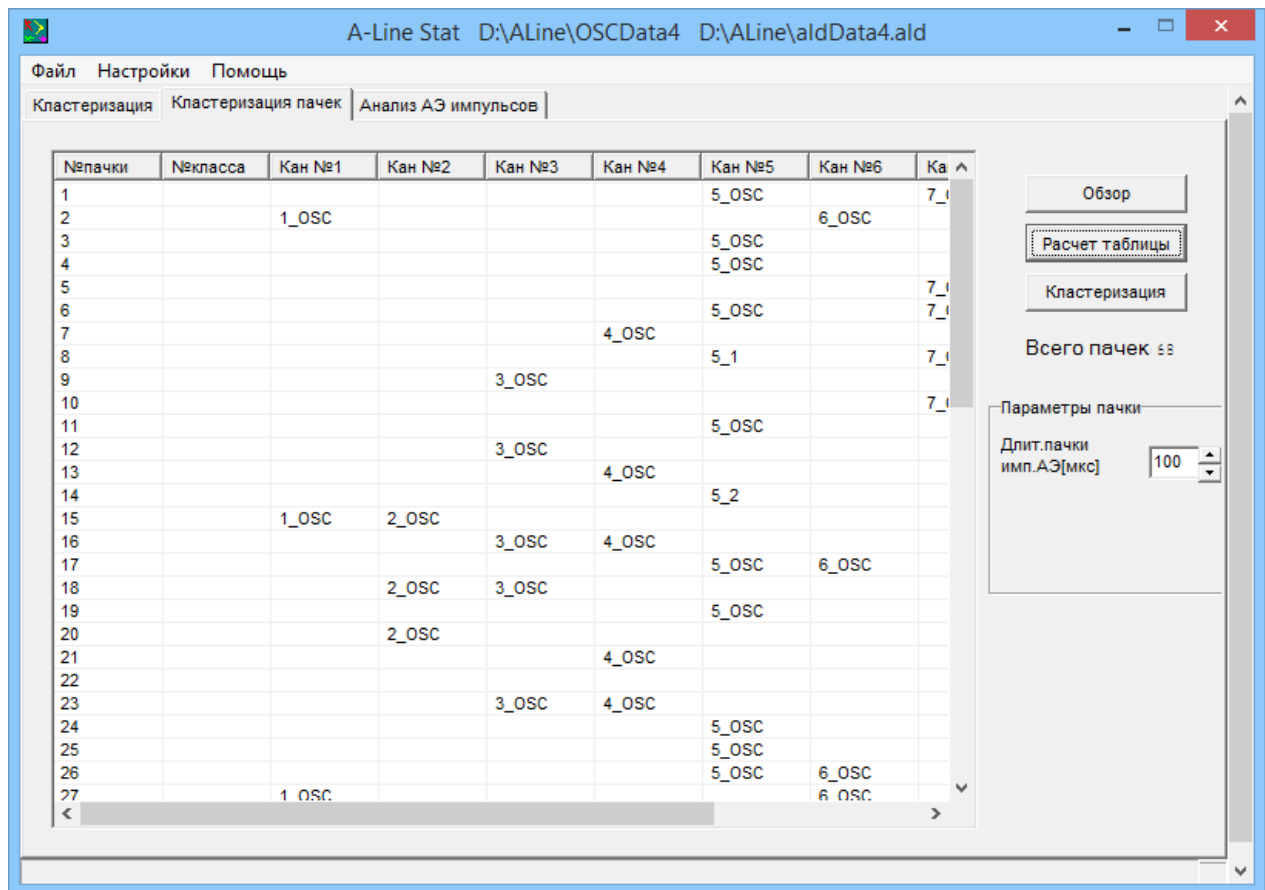 A-Line Stat D:\ALine\OSCData4 D:\ALine\aldData4.ald
Файл Настройки Помощь
Кластеризация Кластеризация пачек Анализ АЭ импульсов
№пачки №класса Кан №1 Кан №2 Кан №3 Кан №4 Кан №5 Кан №6
1 5_OSC
2 1_OSC 6_OSC
3 5_OSC
4 5_OSC
5
6 5_OSC
7 4_OSC
8 5_1
9 3_OSC
10
11 5_OSC
12 3_OSC
13 4_OSC
14 5_2
15 1_OSC 2_OSC
16 3_OSC 4_OSC
17 5_OSC 6_OSC
18 2_OSC 3_OSC
19 5_OSC
20 2_OSC
21 4_OSC
22
23 3_OSC 4_OSC
24 5_OSC
25 5_OSC
26 5_OSC 6_OSC
27 1_OSC 6_OSC
Обзор
Расчет таблицы
Кластеризация
Всего пачек
Параметры пачки
Длит.пачки
имп.АЭ[мкс] 100